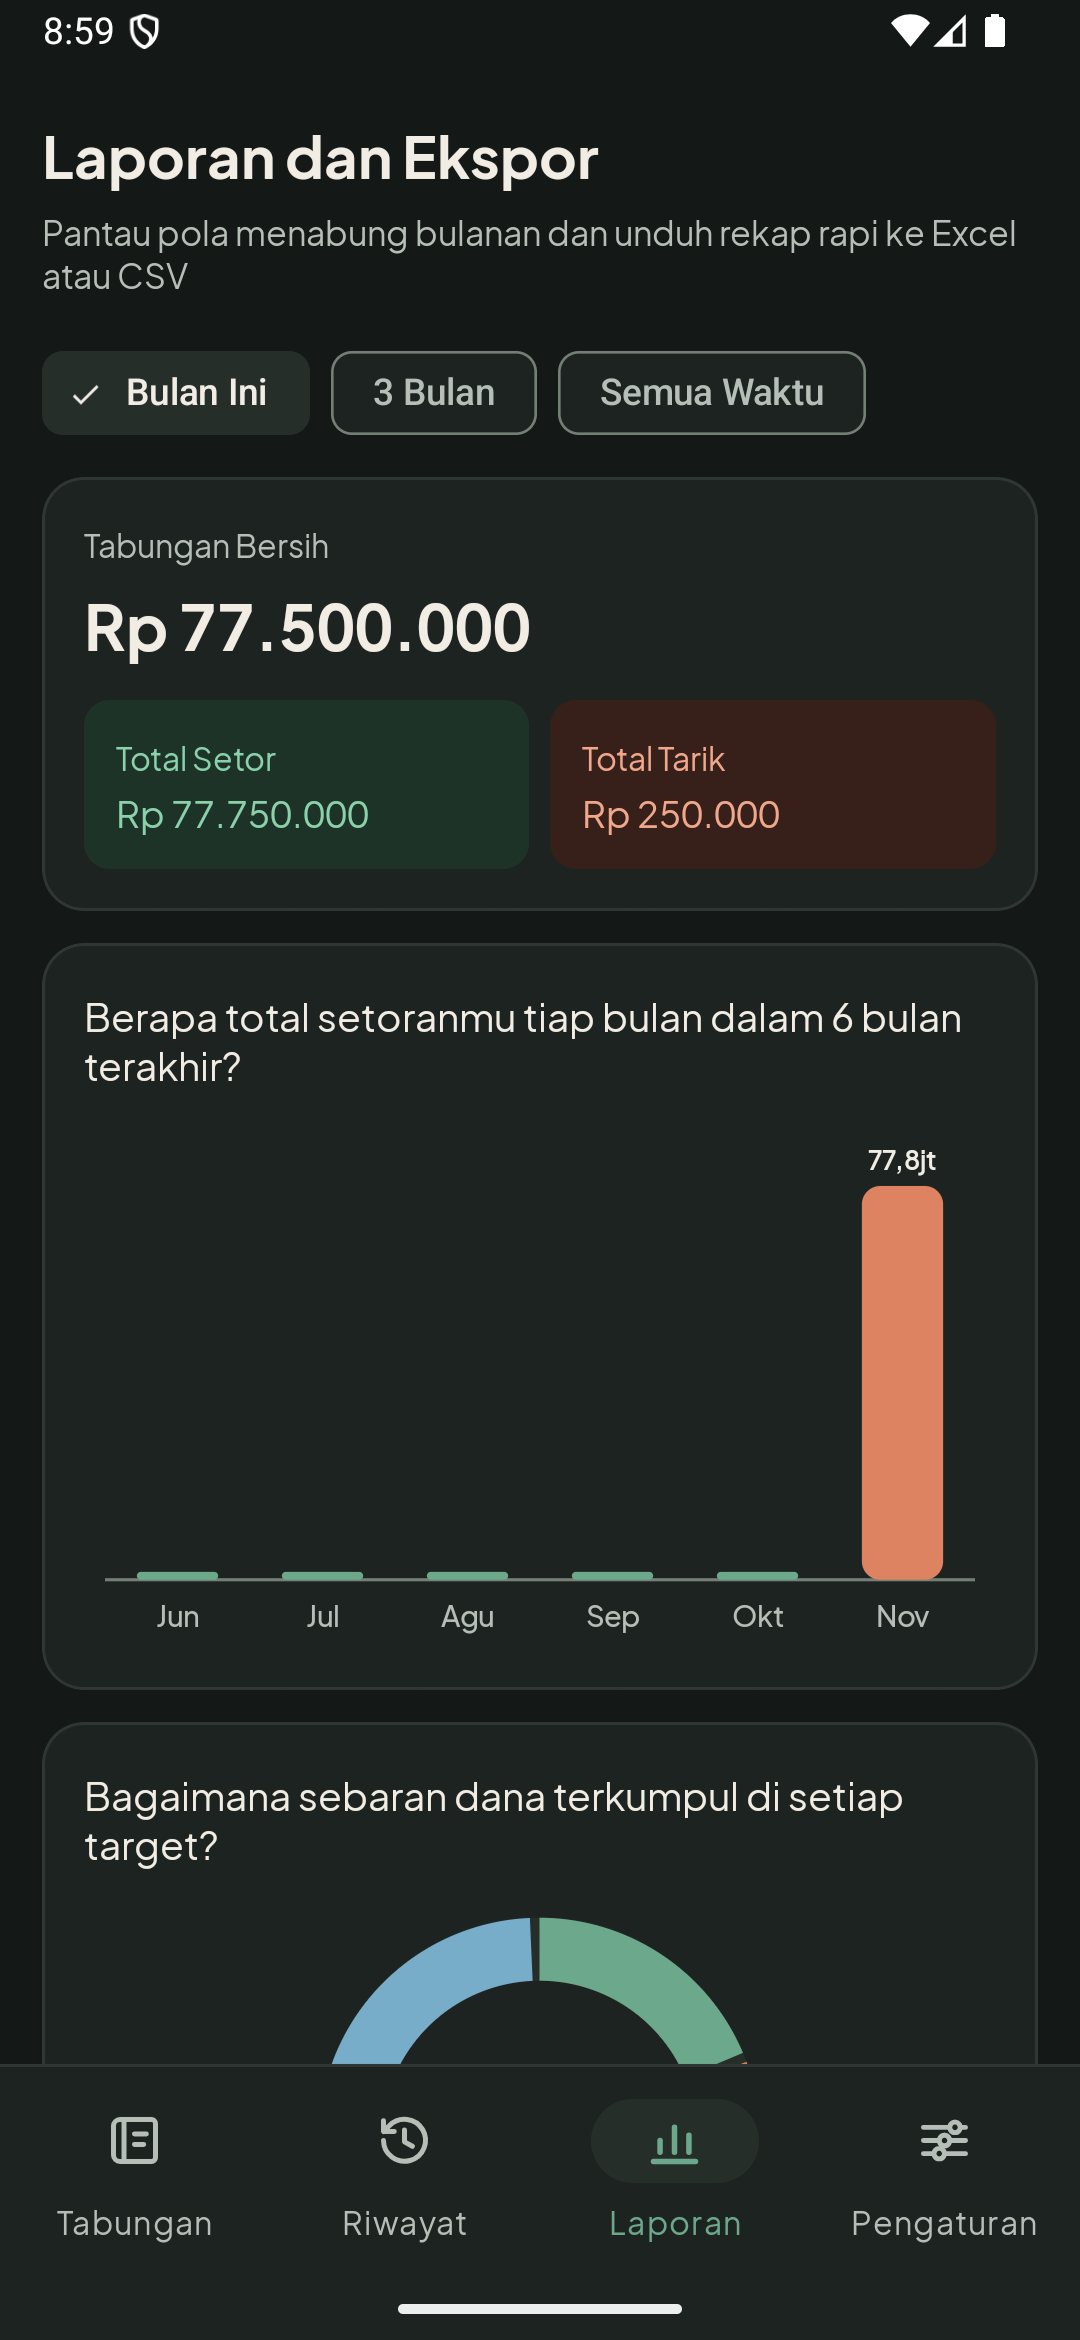 8:59
Laporan dan Ekspor
Pantau pola menabung bulanan dan unduh rekap rapi ke Excel
atau CSV
Bulan Ini
3 Bulan
Semua Waktu
Tabungan Bersih
Rp 77.500.000
Total Setor
Rp 77.750.000
Total Tarik
Rp 250.000
Berapa total setoranmu tiap bulan dalam 6 bulan
terakhir?
77,8jt
Jun
Jul
Agu
Sep
Okt
Nov
Bagaimana sebaran dana terkumpul di setiap
target?
Tabungan
Riwayat
Laporan
Pengaturan